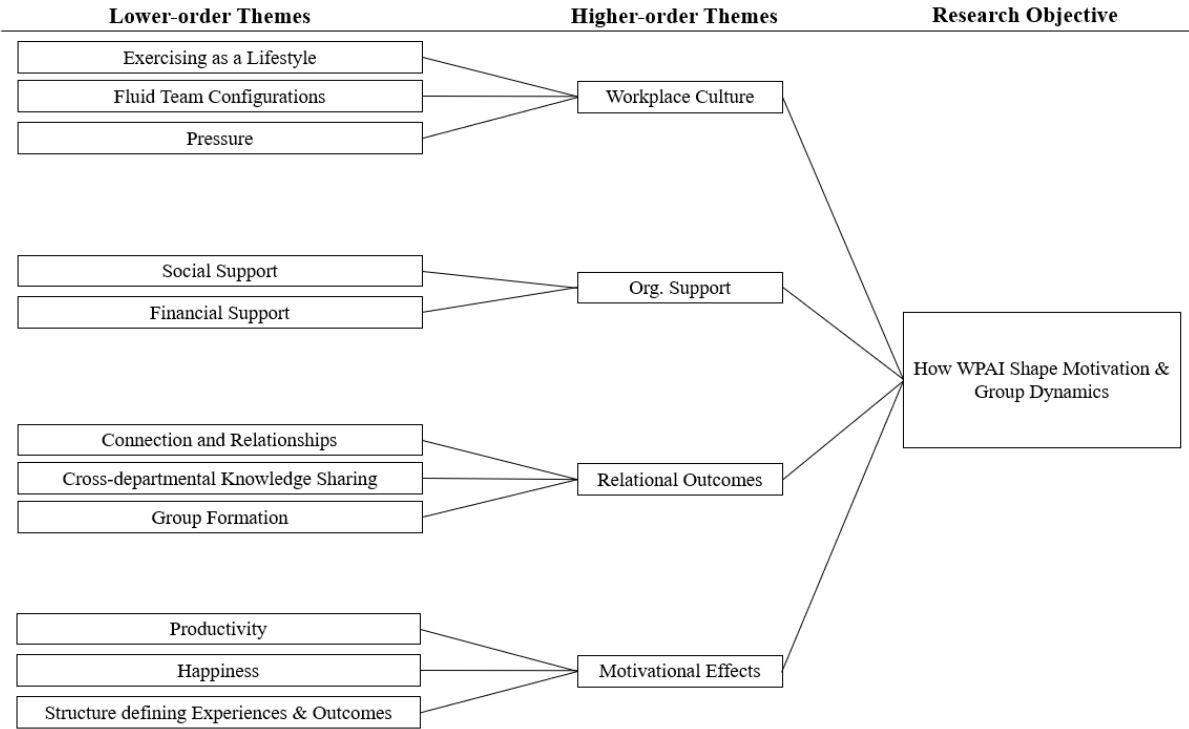 Lower-order Themes
Higher-order Themes
Research Objective
Exercising as a Lifestyle
Fluid Team Configurations
Pressure
Workplace Culture
Social Support
Financial Support
Org. Support
How WPAI Shape Motivation &
Group Dynamics
Connection and Relationships
Cross-departmental Knowledge Sharing
Group Formation
Relational Outcomes
Productivity
Happiness
Structure defining Experiences & Outcomes
Motivational Effects